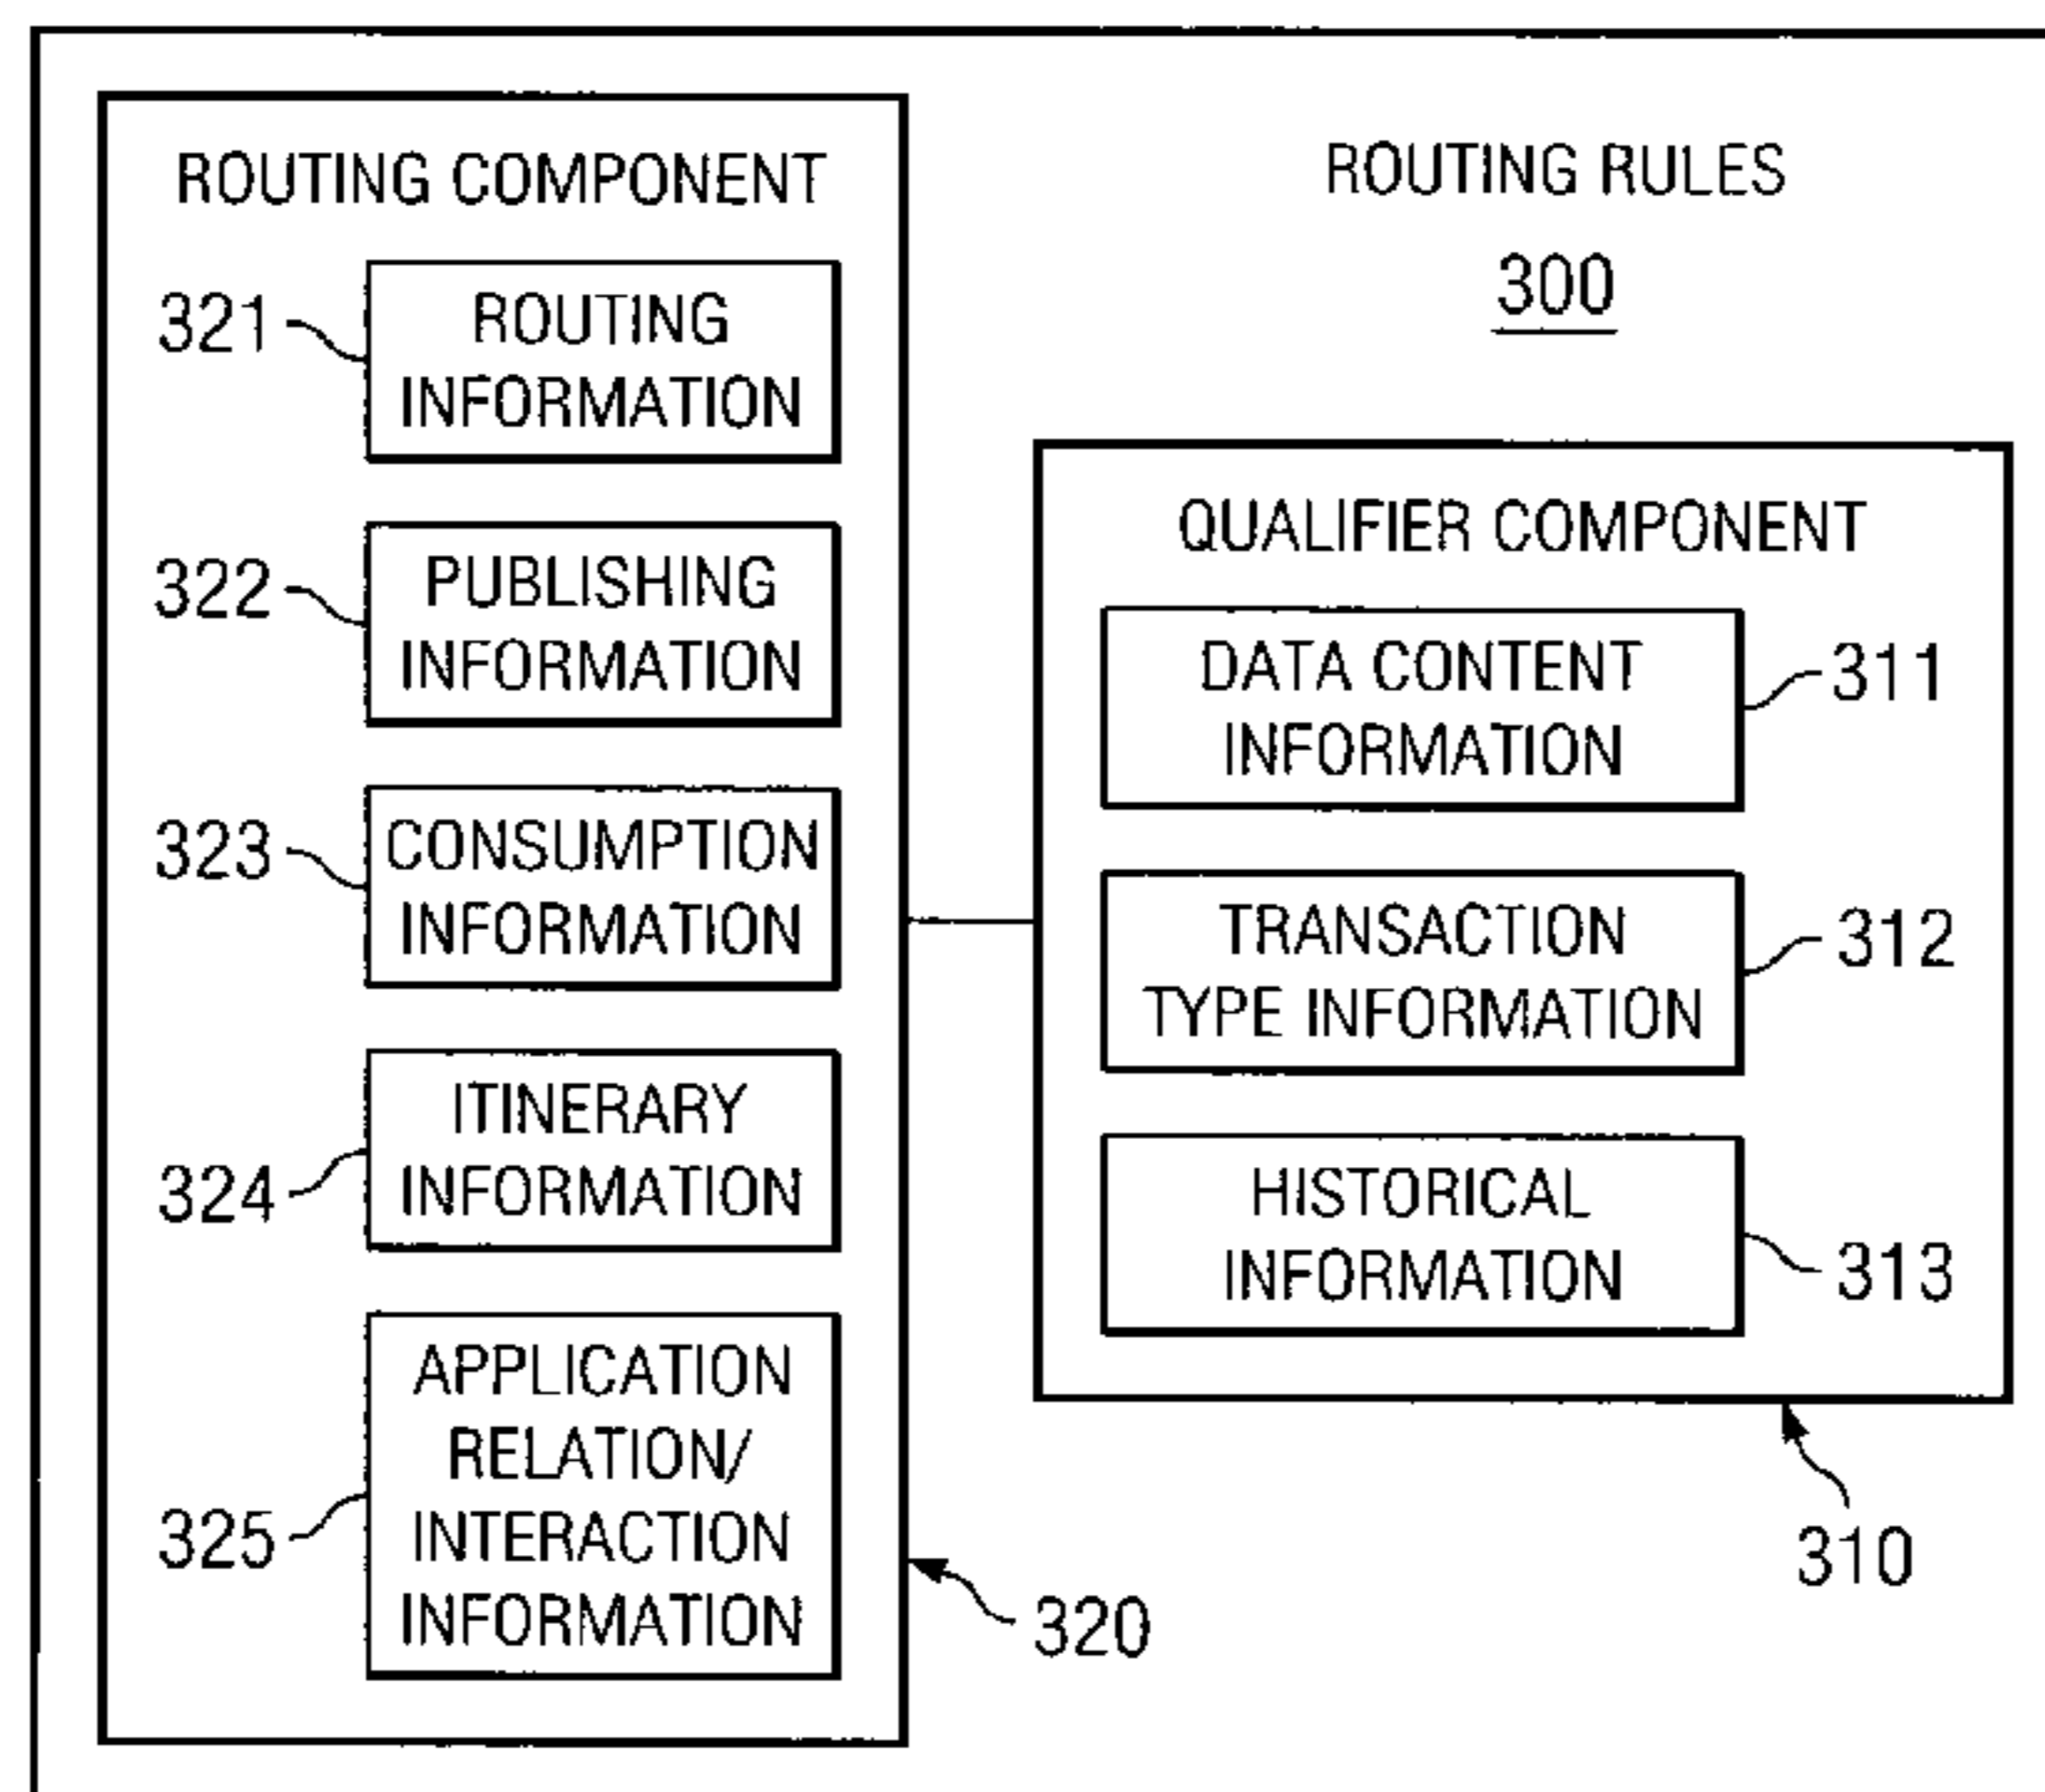 ROUTING COMPONENT
321
ROUTING
INFORMATION
322
PUBLISHING
INFORMATION
323
CONSUMPTION
INFORMATION
324
ITINERARY
INFORMATION
325
APPLICATION
RELATION/
INTERACTION
INFORMATION
320
ROUTING RULES
300
QUALIFIER COMPONENT
DATA CONTENT
INFORMATION
311
TRANSACTION
TYPE INFORMATION
312
HISTORICAL
INFORMATION
313
310